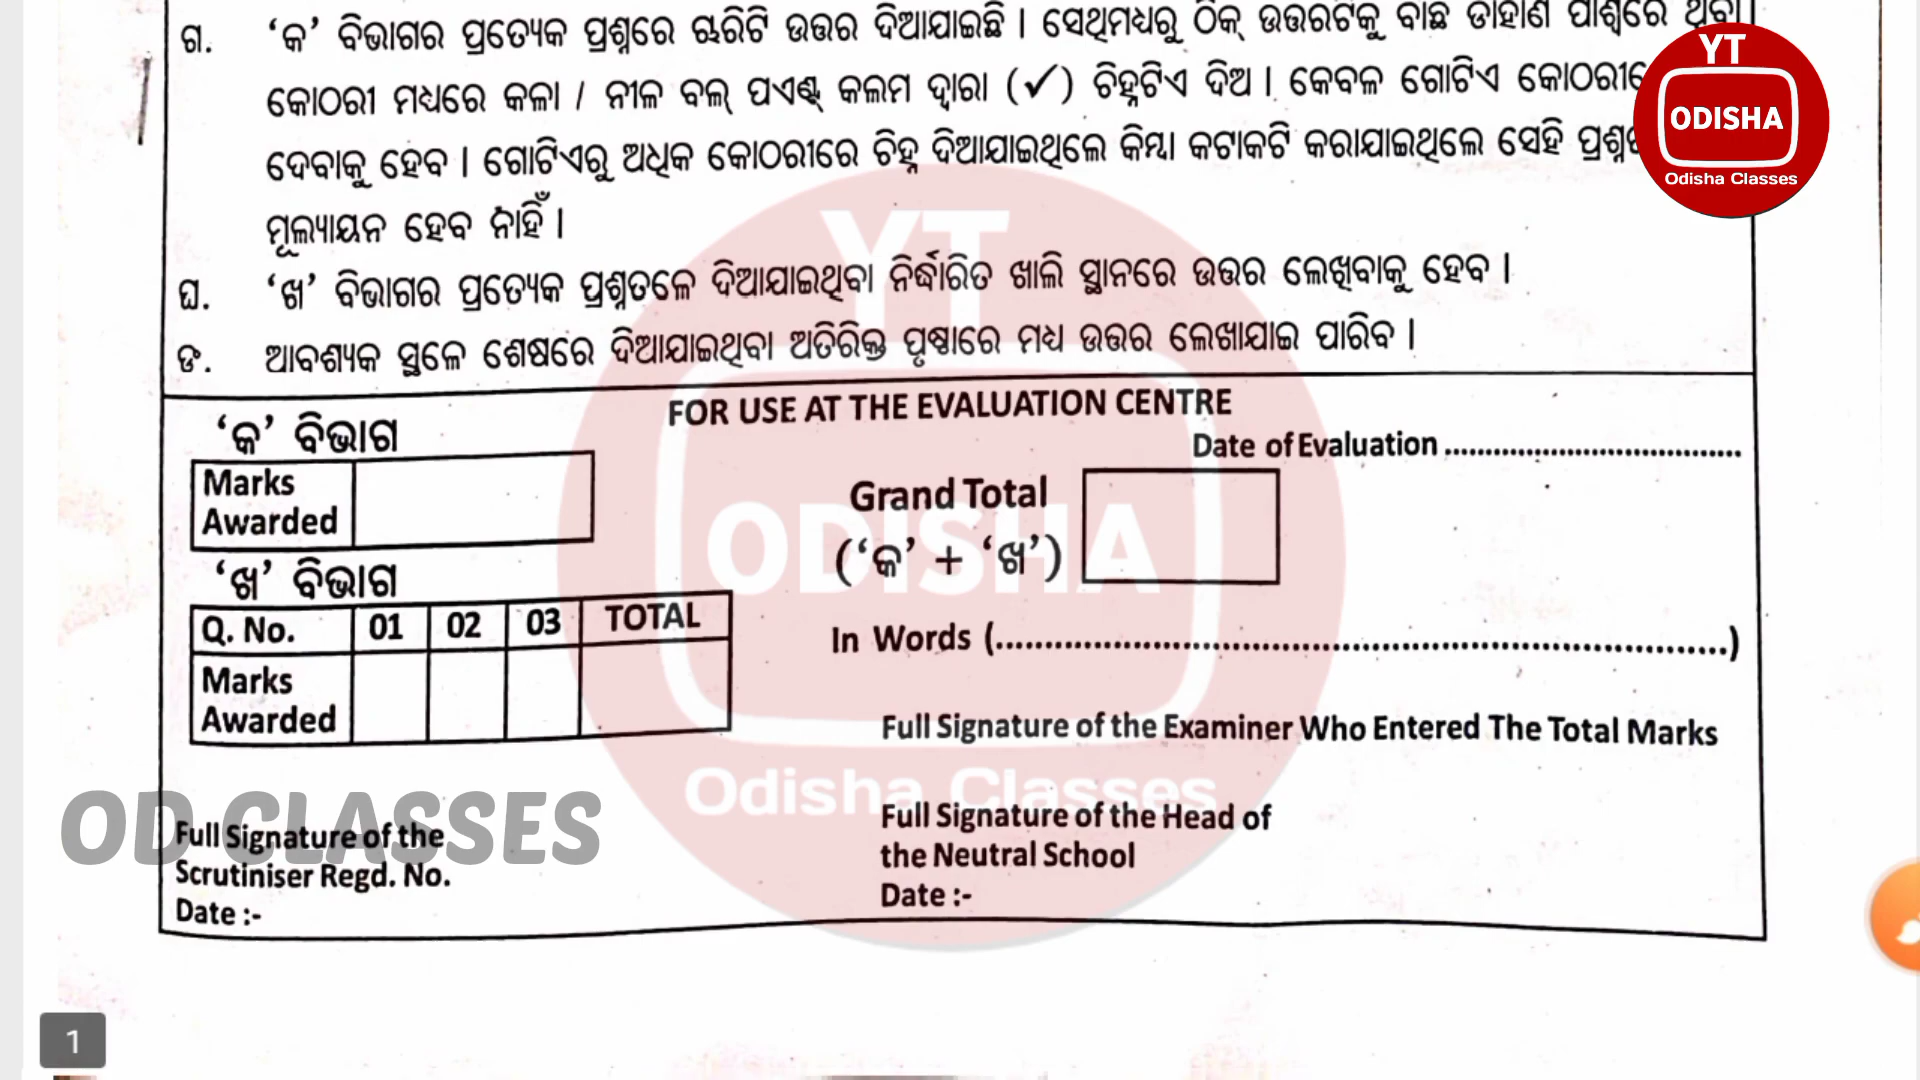 ଗ. ‘କ’ ବିଭାଗର ପ୍ରତ୍ୟେକ ପ୍ରଶ୍ନରେ ଋରିଟି ଉତ୍ତର ଦିଆଯାଇଛି । ସେଥିମଧ୍ୟରୁ ଠିକ୍ ଉତ୍ତରଟିକୁ ବାଛି ଡାହାଣ ପାର୍ଶ୍ବରେ ଥିବା
କୋଠରୀ ମଧ୍ୟରେ କଳା / ନୀଳ ବଲ୍ ପଏଣ୍ଟ୍ କଲମ ଦ୍ୱାରା (✓) ଚିହ୍ନଟିଏ ଦିଅ । କେବଳ ଗୋଟିଏ
ଦେବାକୁ ହେବ । ଗୋଟିଏରୁ ଅଧିକ କୋଠରୀରେ ଚିହ୍ନ ଦିଆଯାଇଥିଲେ କିମ୍ବା କଟାକଟି କରାଯାଇଥିଲେ ସେହି
ମୂଲ୍ୟାୟନ ହେବ ନାହିଁ ।
ଘ. ‘ଖ’ ବିଭାଗର ପ୍ରତ୍ୟେକ ପ୍ରଶ୍ନତଳେ ଦିଆଯାଇଥିବା ନିର୍ଦ୍ଧାରିତ ଖାଲି ସ୍ଥାନରେ ଉତ୍ତର ଲେଖିବାକୁ ହେବ ।
ଙ. ଆବଶ୍ୟକ ସ୍ଥଳେ ଶେଷରେ ଦିଆଯାଇଥିବା ଅତିରିକ୍ତ ପୃଷ୍ଠାରେ ମଧ୍ୟ ଉତ୍ତର ଲେଖାଯାଇ ପାରିବ ।
YT
ODISHA
Odisha Classes
FOR USE AT THE EVALUATION CENTRE
‘କ’ ବିଭାଗ
Date of Evaluation ..................................
Marks Awarded
Grand Total
(‘କ’ + ‘ଖ’)
‘ଖ’ ବିଭାଗ
Q. No. 01 02 03 TOTAL
Marks Awarded
In Words (......................................................................)
Full Signature of the Examiner Who Entered The Total Marks
YT
ODISHA
Odisha Classes
OD CLASSES
Full Signature of the
Scrutiniser Regd. No.
Date :-
Full Signature of the Head of
the Neutral School
Date :-
1